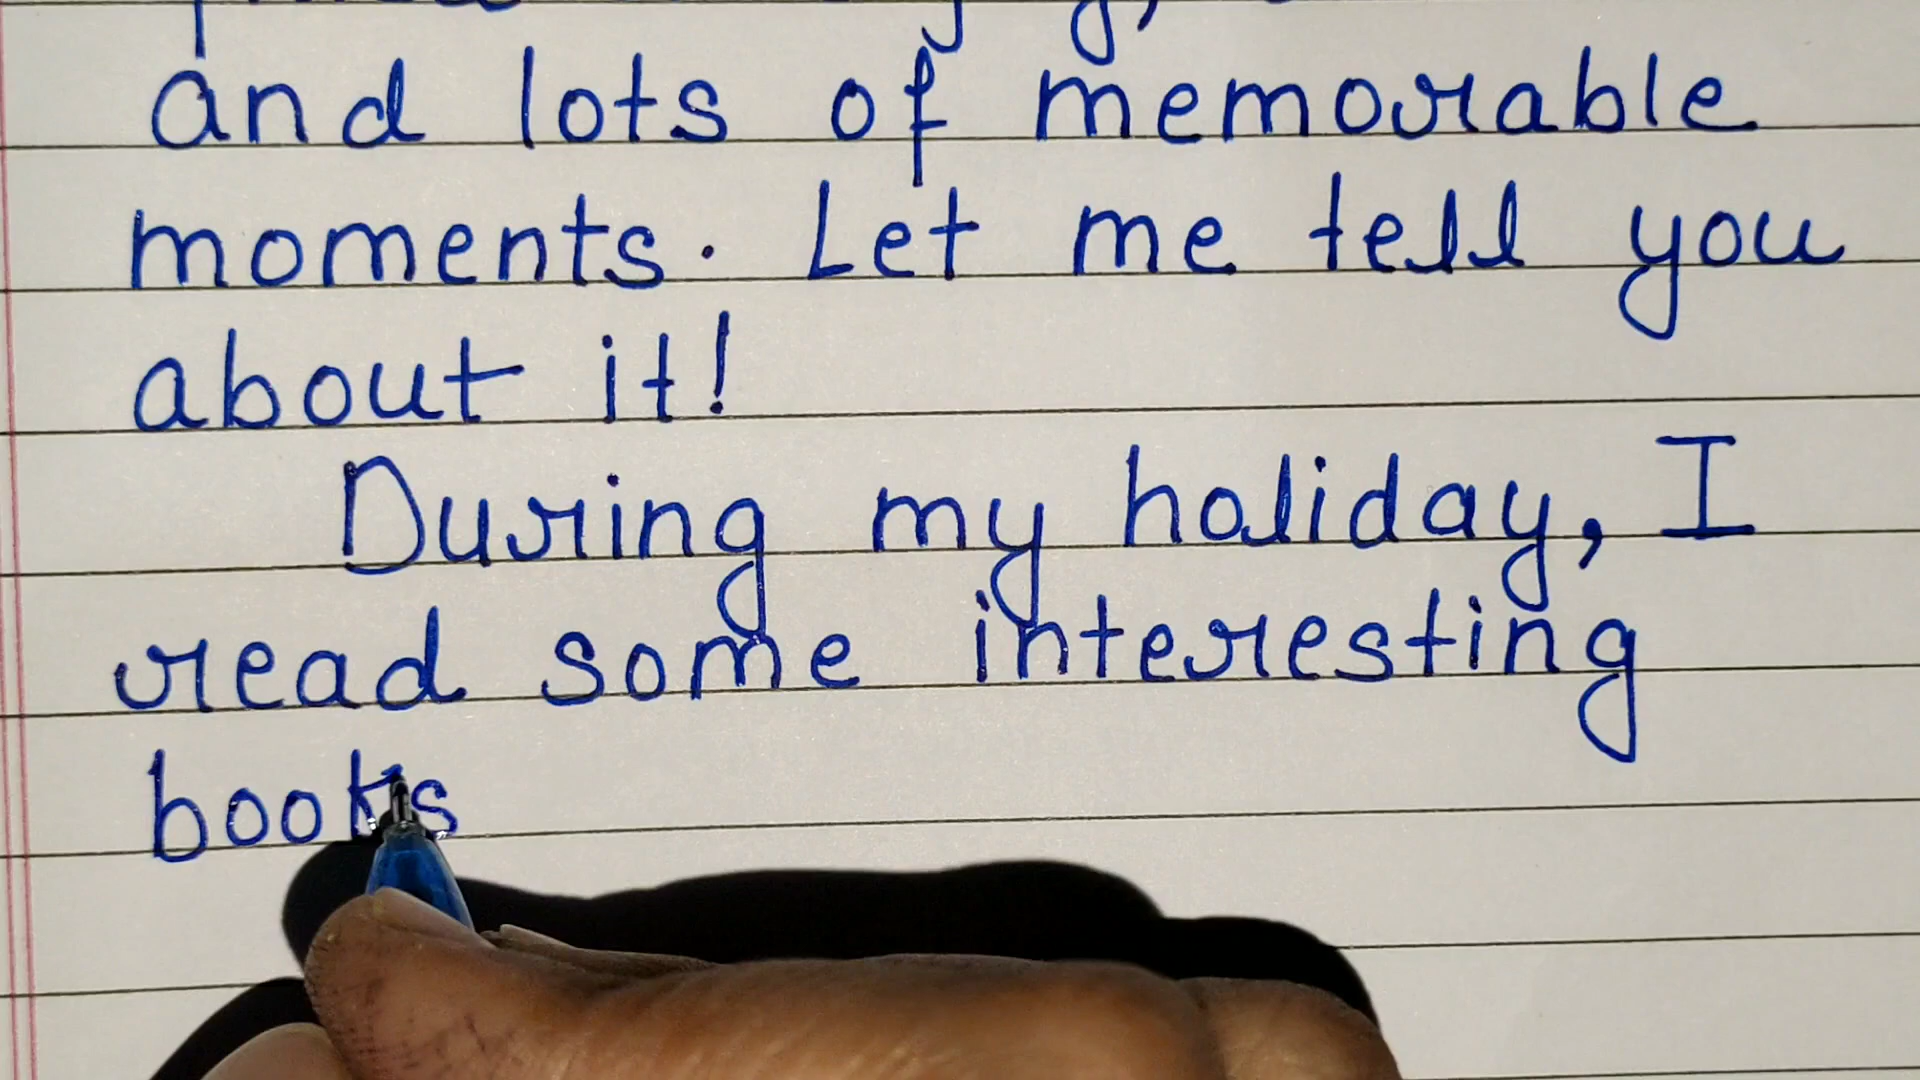 and lots of memorable
moments. Let me tell you
about it!
During my holiday, I
read some interesting
books